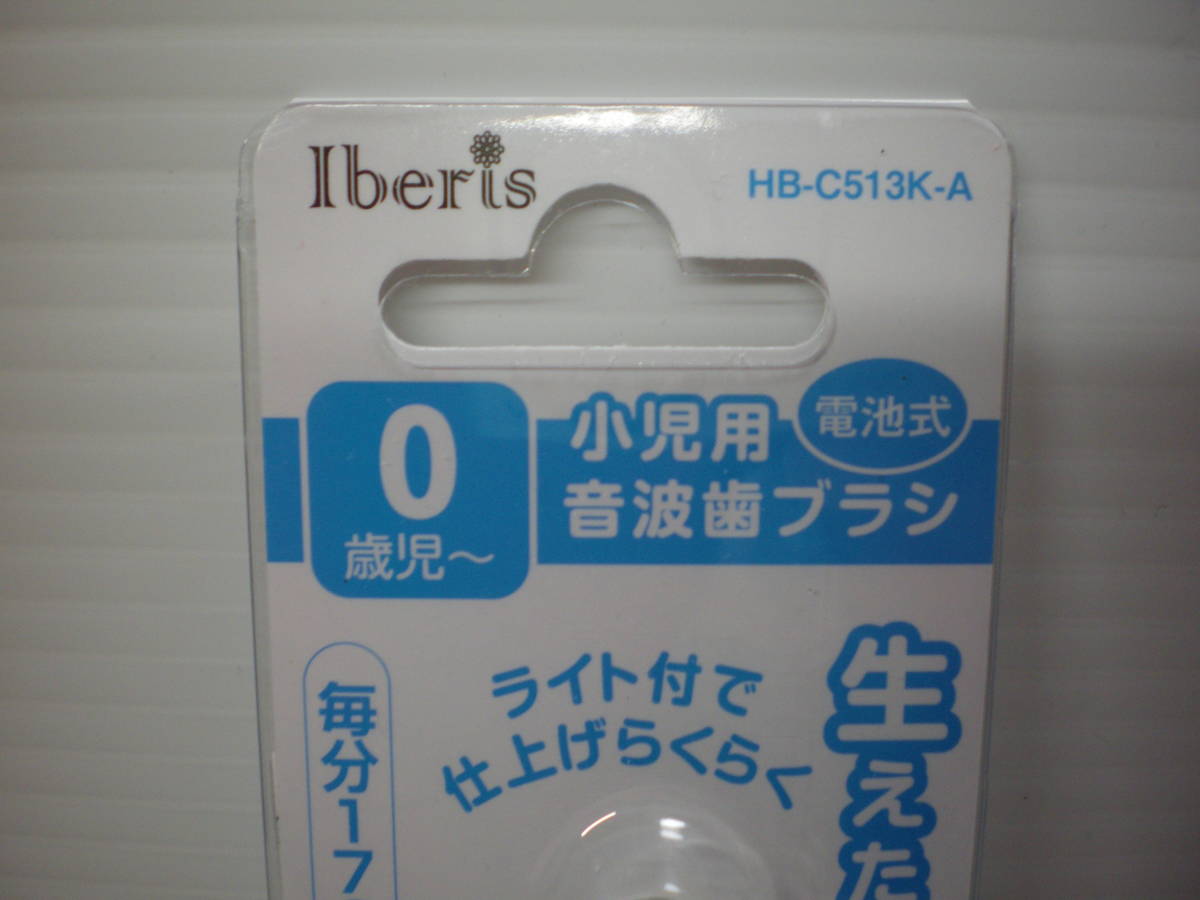 Iberis
HB-C513K-A
0
歳児～
小児用
電池式
音波歯ブラシ
ライト付で
仕上げらくらく
毎分17
生えた